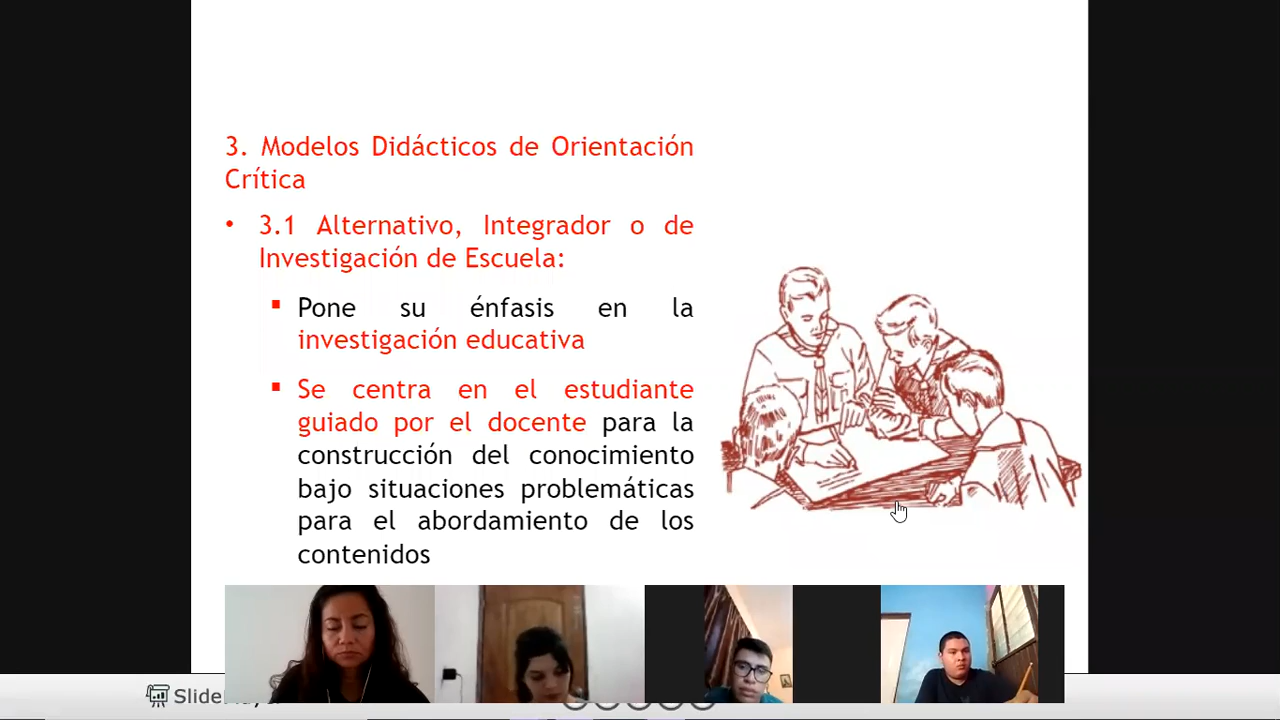 3. Modelos Didácticos de Orientación
Crítica
• 3.1 Alternativo, Integrador o de
Investigación de Escuela:
▪ Pone su énfasis en la
investigación educativa
▪ Se centra en el estudiante
guiado por el docente para la
construcción del conocimiento
bajo situaciones problemáticas
para el abordamiento de los
contenidos